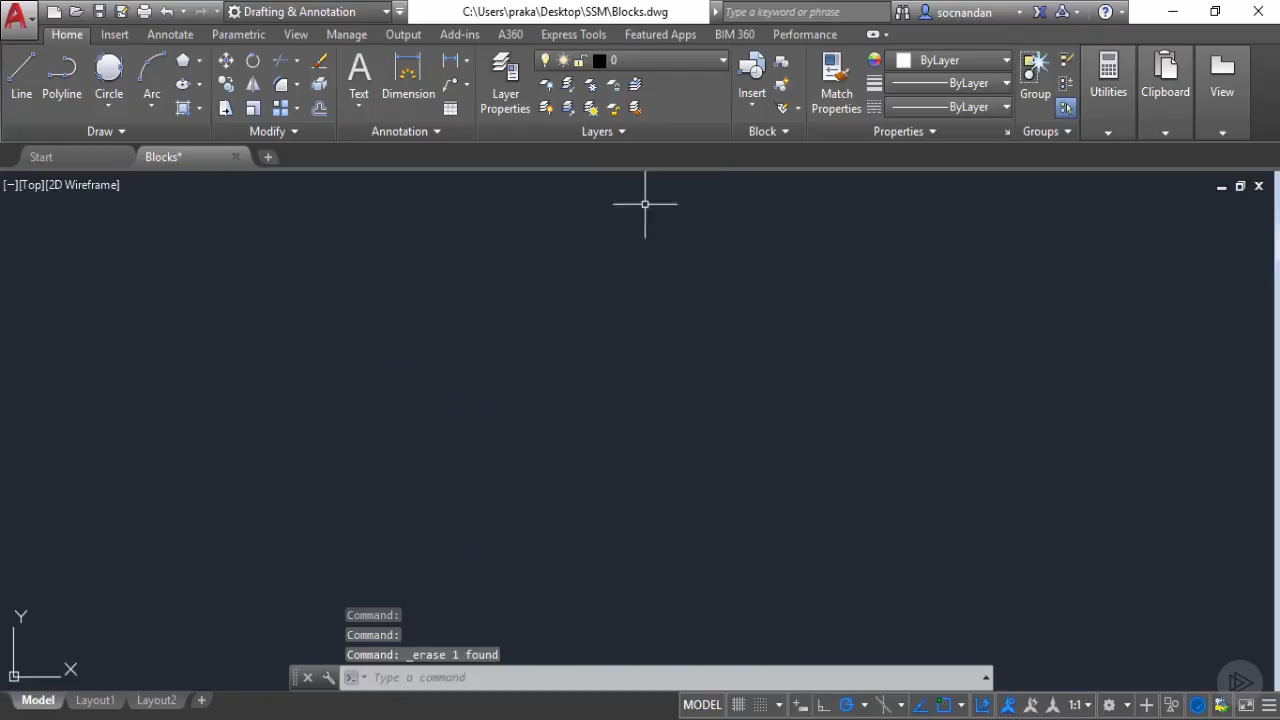 Drafting & Annotation
C:\Users\praka\Desktop\SSM\Blocks.dwg
Type a keyword or phrase
socnandan
Home Insert Annotate Parametric View Manage Output Add-ins A360 Express Tools Featured Apps BIM 360 Performance
0
ByLayer
ByLayer
ByLayer
Line Polyline Circle Arc Text Dimension Layer Properties Insert Match Properties Group Utilities Clipboard View
Draw Modify Annotation Layers Block Properties Groups
Start Blocks* +
[−][Top][2D Wireframe]
Y
X
Command:
Command:
Command: _erase 1 found
Type a command
Model Layout1 Layout2 + MODEL 1:1